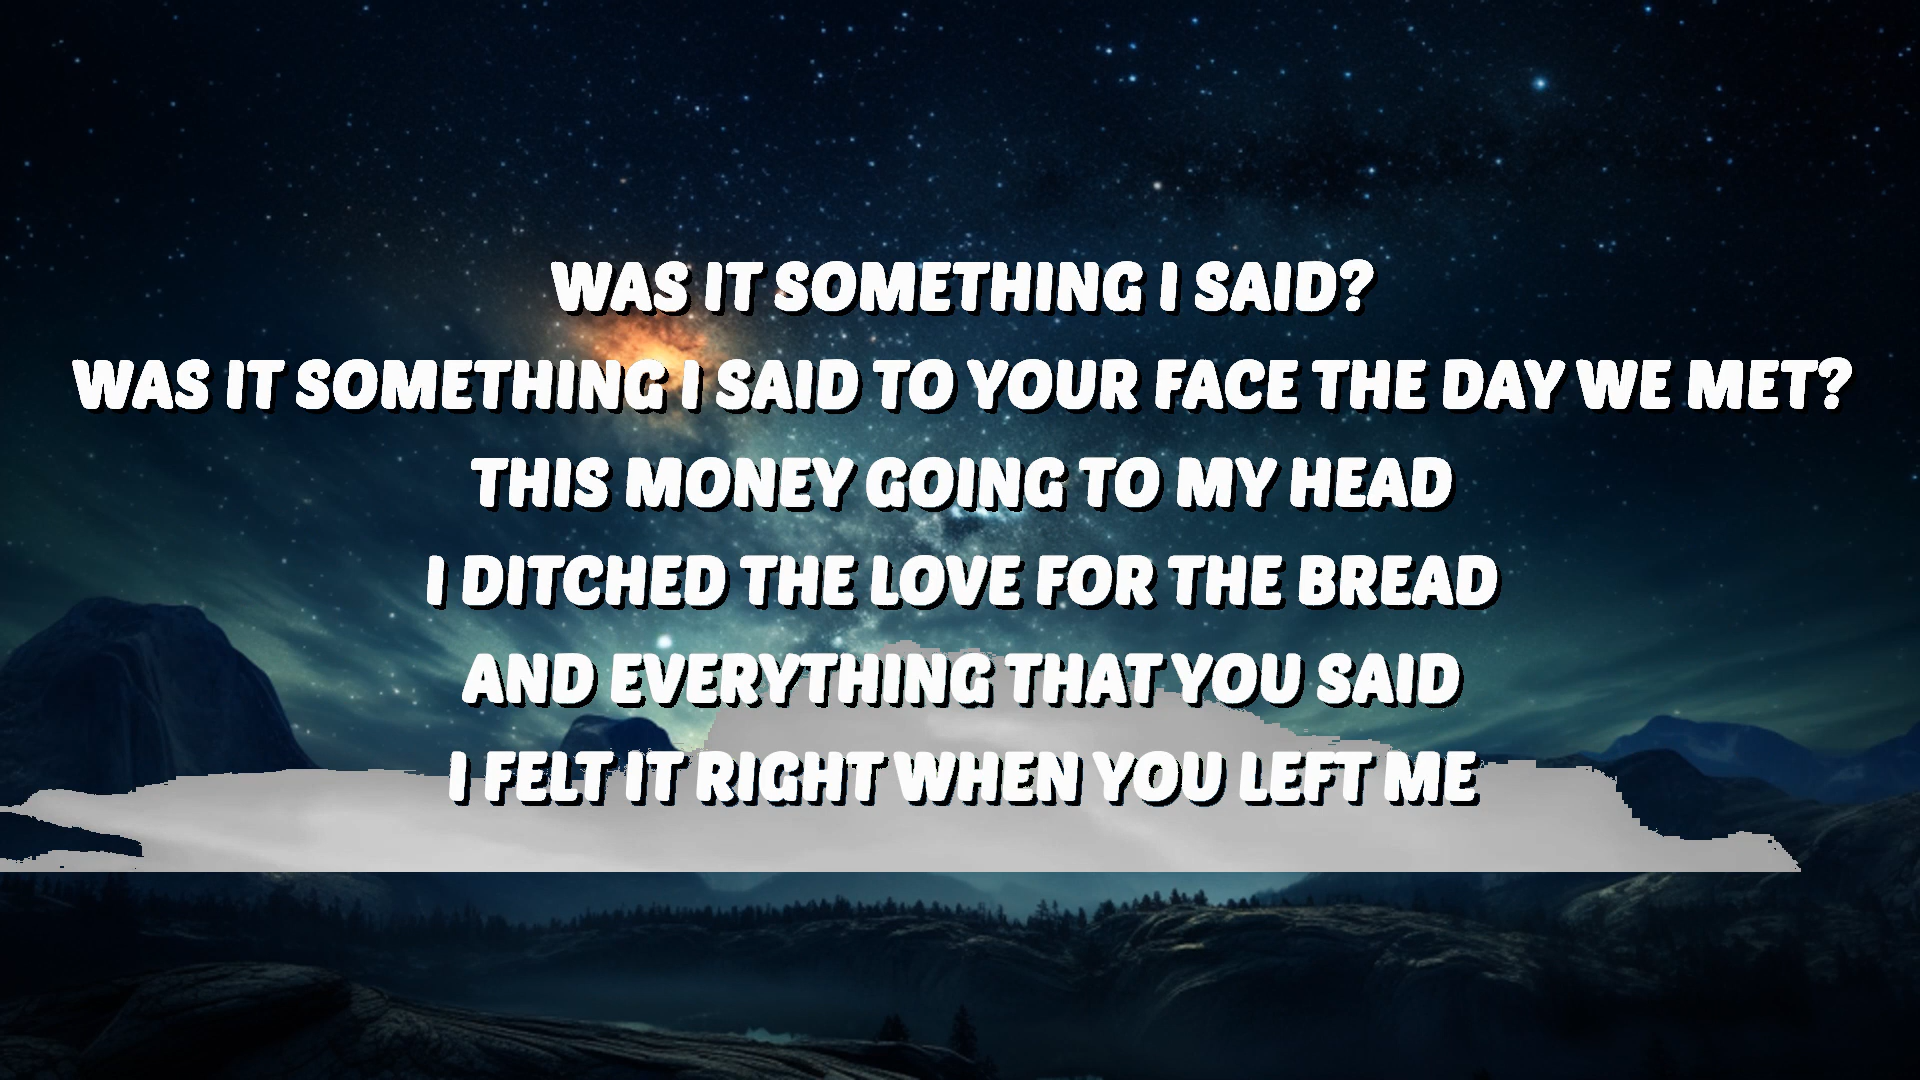 WAS IT SOMETHING I SAID?
WAS IT SOMETHING I SAID TO YOUR FACE THE DAY WE MET?
THIS MONEY GOING TO MY HEAD
I DITCHED THE LOVE FOR THE BREAD
AND EVERYTHING THAT YOU SAID
I FELT IT RIGHT WHEN YOU LEFT ME